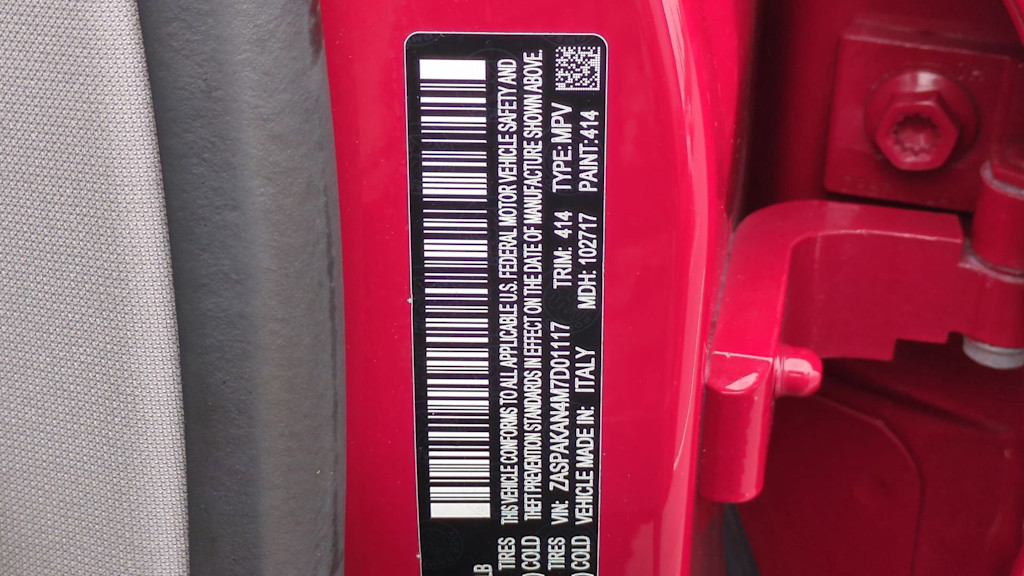 LB
TIRES THIS VEHICLE CONFORMS TO ALL APPLICABLE U.S. FEDERAL MOTOR VEHICLE SAFETY AND
COLD THEFT PREVENTION STANDARDS IN EFFECT ON THE DATE OF MANUFACTURE SHOWN ABOVE.
TIRES VIN: ZASPAKAN4M7D01117 TRIM: 414 TYPE: MPV
COLD VEHICLE MADE IN: ITALY MDH: 102717 PAINT: 414